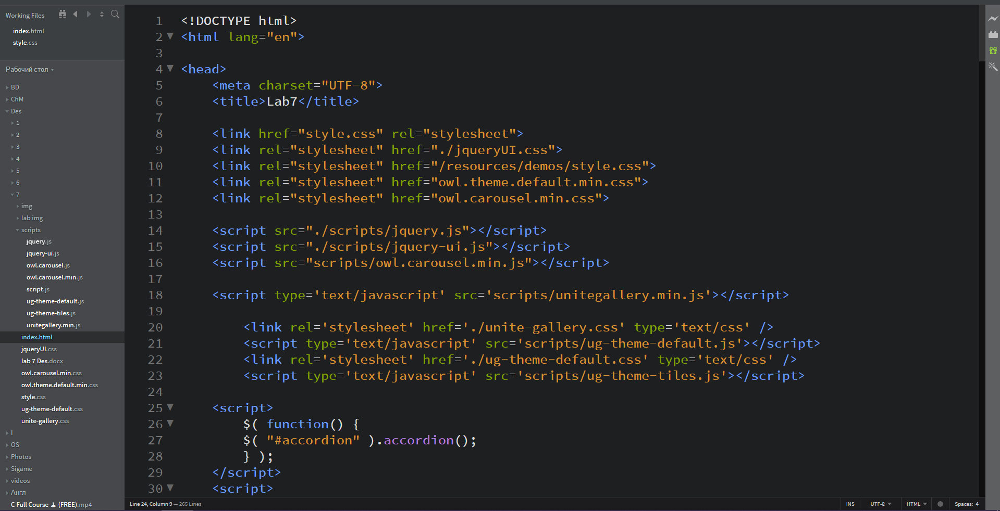 Working Files
index.html
style.css
Рабочий стол
BD
ChM
Des
1
2
3
4
5
6
7
img
lab img
scripts
jquery.js
jquery-ui.js
owl.carousel.js
owl.carousel.min.js
script.js
ug-theme-default.js
ug-theme-tiles.js
unitegallery.min.js
index.html
jqueryUI.css
lab 7 Des.docx
owl.carousel.min.css
owl.theme.default.min.css
style.css
ug-theme-default.css
unite-gallery.css
I
OS
Photos
Sigame
videos
Англ
C Full Course (FREE).mp4
1 <!DOCTYPE html>
2 <html lang="en">
3
4 <head>
5 <meta charset="UTF-8">
6 <title>Lab7</title>
7
8 <link href="style.css" rel="stylesheet">
9 <link rel="stylesheet" href="./jqueryUI.css">
10 <link rel="stylesheet" href="/resources/demos/style.css">
11 <link rel="stylesheet" href="owl.theme.default.min.css">
12 <link rel="stylesheet" href="owl.carousel.min.css">
13
14 <script src="./scripts/jquery.js"></script>
15 <script src="./scripts/jquery-ui.js"></script>
16 <script src="scripts/owl.carousel.min.js"></script>
17
18 <script type='text/javascript' src='scripts/unitegallery.min.js'></script>
19
20 <link rel='stylesheet' href='./unite-gallery.css' type='text/css' />
21 <script type='text/javascript' src='scripts/ug-theme-default.js'></script>
22 <link rel='stylesheet' href='./ug-theme-default.css' type='text/css' />
23 <script type='text/javascript' src='scripts/ug-theme-tiles.js'></script>
24
25 <script>
26 $( function() {
27 $( "#accordion" ).accordion();
28 } );
29 </script>
30 <script>
Line 24, Column 9 — 265 Lines
INS
UTF-8
HTML
Spaces: 4